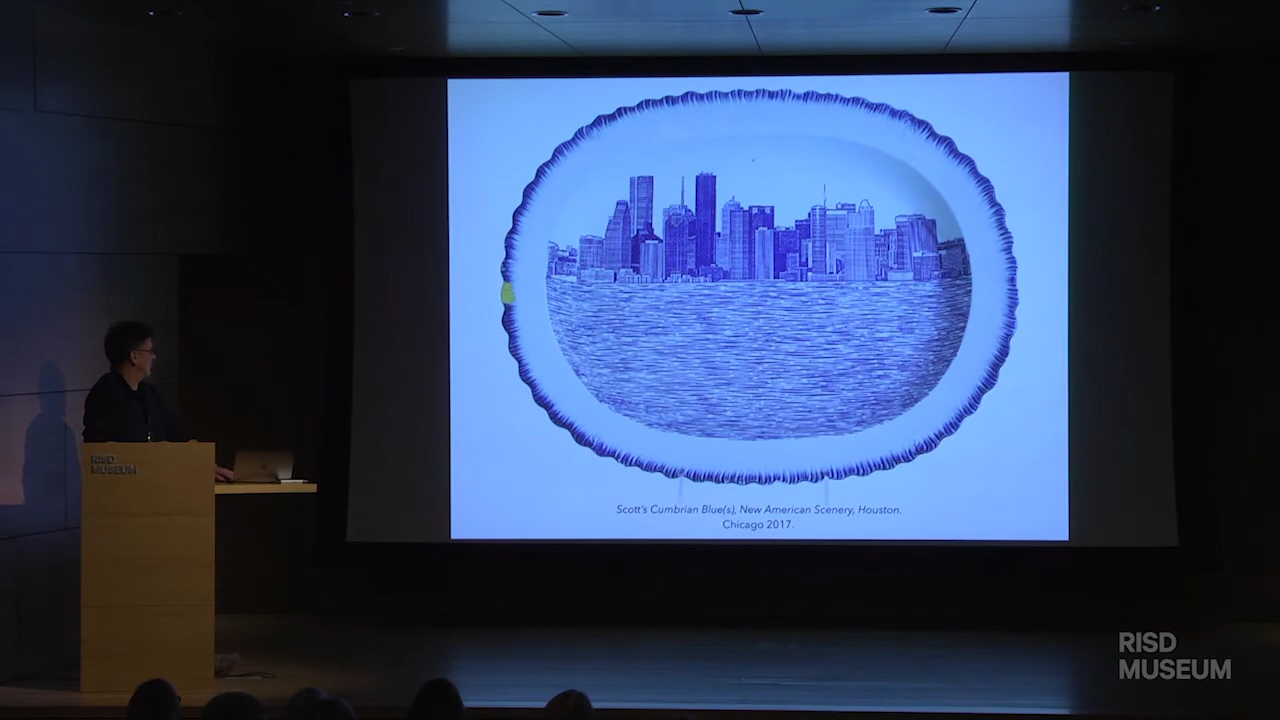 Scott's Cumbrian Blue(s), New American Scenery, Houston.
Chicago 2017.
RISD
MUSEUM
RISD
MUSEUM